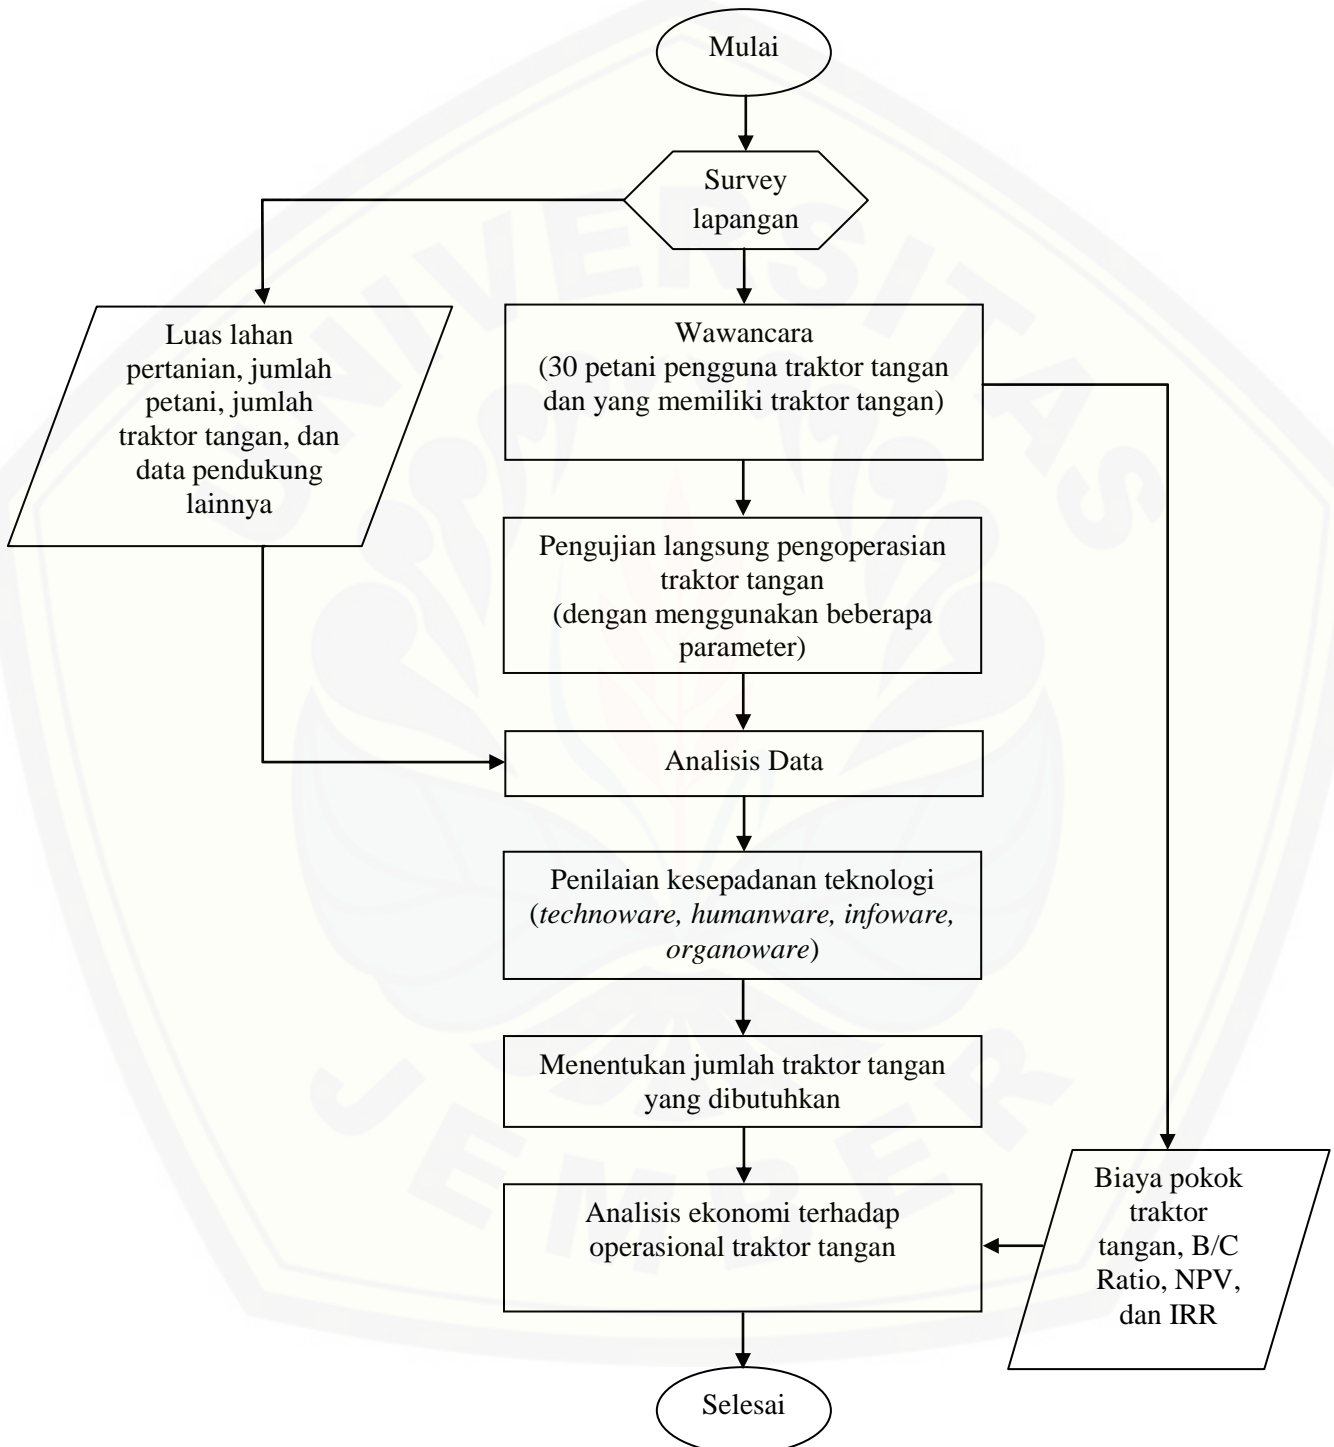 Mulai
Survey
lapangan
Luas lahan
pertanian, jumlah
petani, jumlah
traktor tangan, dan
data pendukung
lainnya
Wawancara
(30 petani pengguna traktor tangan
dan yang memiliki traktor tangan)
Pengujian langsung pengoperasian
traktor tangan
(dengan menggunakan beberapa
parameter)
Analisis Data
Penilaian kesepadanan teknologi
(technoware, humanware, infoware,
organoware)
Menentukan jumlah traktor tangan
yang dibutuhkan
Analisis ekonomi terhadap
operasional traktor tangan
Biaya pokok
traktor
tangan, B/C
Ratio, NPV,
dan IRR
Selesai
UNIVERSITAS
JEMBER